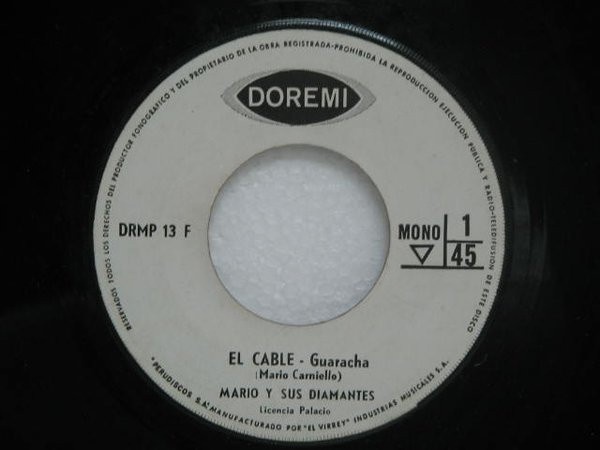 RESERVADOS TODOS LOS DERECHOS DEL PRODUCTOR FONOGRAFICO Y DEL PROPIETARIO DE LA OBRA REGISTRADA-PROHIBIDA LA REPRODUCCION EJECUCION PUBLICA Y RADIO-TELEDIFUSION DE ESTE DISCO
DOREMI
DRMP 13 F
MONO 1
45
EL CABLE - Guaracha
(Mario Carniello)
MARIO Y SUS DIAMANTES
Licencia Palacio
"PERUDISCOS S.A." MANUFACTURADO POR "EL VIRREY" INDUSTRIAS MUSICALES S.A.